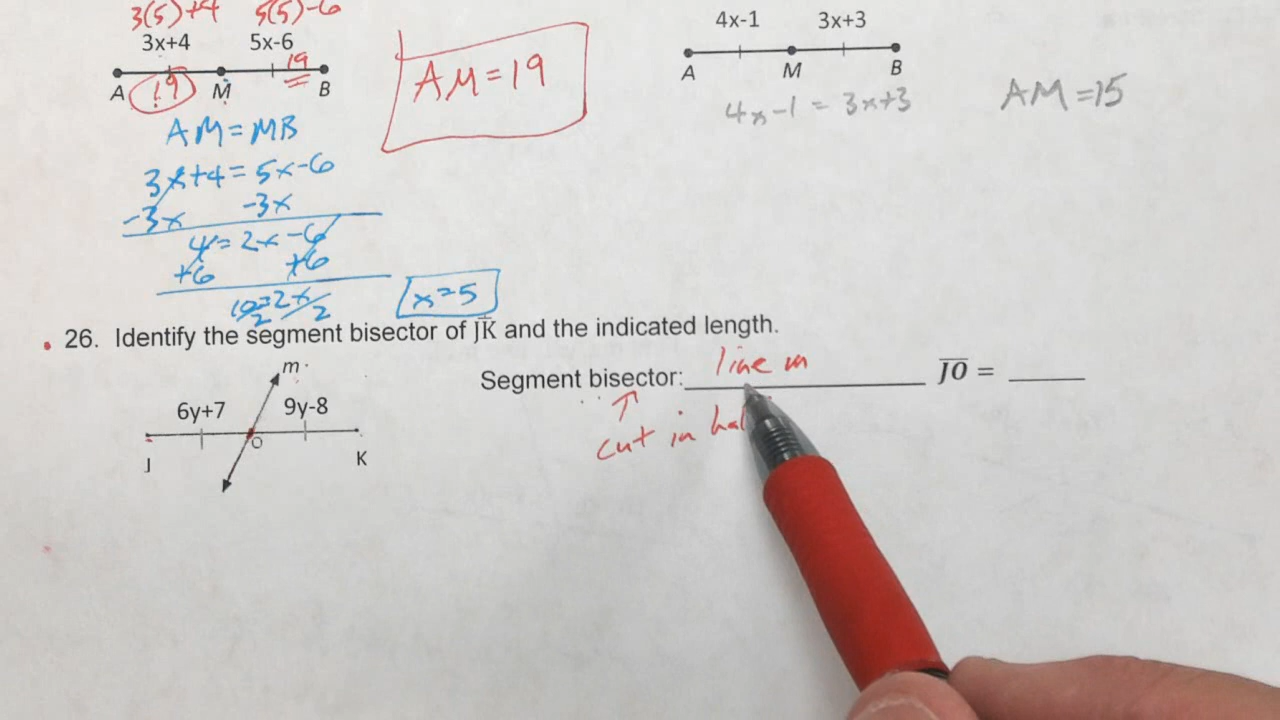 3(5)+4 5(5)-6
3x+4 5x-6
19 19
A M B
AM=MB
3x+4=5x-6
-3x -3x
4=2x-6
+6 +6
10=2x
2 2
x=5
AM=19
4x-1 3x+3
A M B
4x-1 = 3x+3
AM=15
26. Identify the segment bisector of JK and the indicated length.
m
6y+7 9y-8
O
J K
Segment bisector: line m JO = ____
↑
cut in